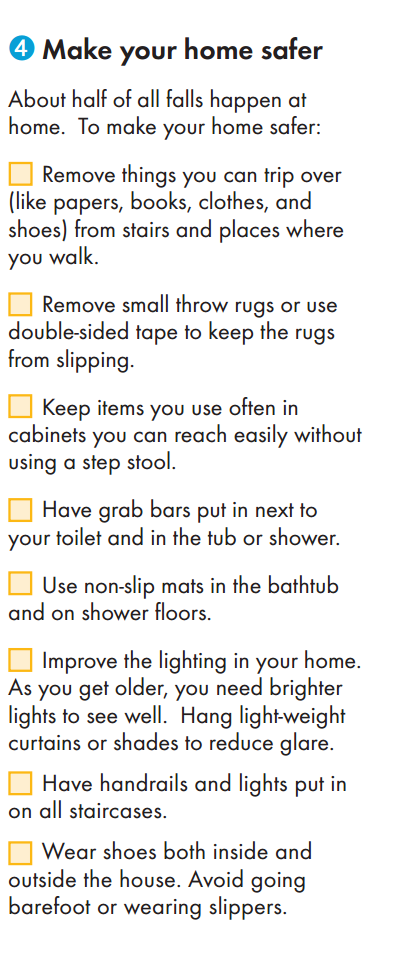 4 Make your home safer
About half of all falls happen at
home.  To make your home safer:
Remove things you can trip over
(like papers, books, clothes, and
shoes) from stairs and places where
you walk.
Remove small throw rugs or use
double-sided tape to keep the rugs
from slipping.
Keep items you use often in
cabinets you can reach easily without
using a step stool.
Have grab bars put in next to
your toilet and in the tub or shower.
Use non-slip mats in the bathtub
and on shower floors.
Improve the lighting in your home.
As you get older, you need brighter
lights to see well.  Hang light-weight
curtains or shades to reduce glare.
Have handrails and lights put in
on all staircases.
Wear shoes both inside and
outside the house. Avoid going
barefoot or wearing slippers.